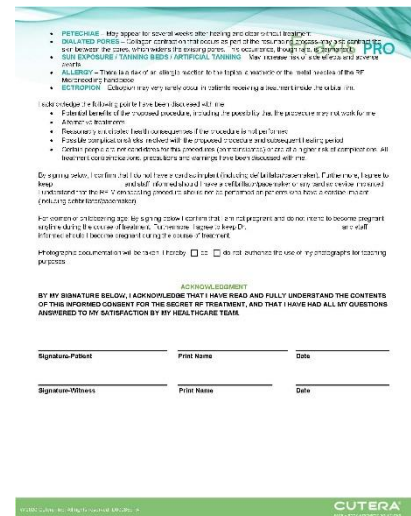 PRO
• PETECHIAE – May appear for several weeks after healing and clear without treatment.
• DIALATED PORES – Collagen contraction that occurs as part of the resurfacing process may also contract the
skin between the pores, which widens the existing pores. This occurrence, though rare, is permanent.
• SUN EXPOSURE / TANNING BEDS / ARTIFICIAL TANNING – May increase risk of side effects and adverse
events.
• ALLERGY – There is a risk of an allergic reaction to the topical anesthetic or the metal needles of the RF
Microneedling handpiece
• ECTROPION – Ectropion may very rarely occur in patients receiving a treatment inside the orbital rim.
I acknowledge the following points have been discussed with me:
• Potential benefits of the proposed procedure, including the possibility that the procedure may not work for me
• Alternative treatments
• Reasonably anticipated health consequences if the procedure is not performed
• Possible complications/risks involved with the proposed procedure and subsequent healing period
• Certain people are not candidates for this procedure (contraindicated) or are at a higher risk of complications. All
treatment contraindications, precautions and warnings have been discussed with me.
By signing below, I confirm that I do not have a cardiac implant (including defibrillator/pacemaker). Furthermore, I agree to
keep and staff informed should I have a defibrillator/pacemaker or any cardiac device implanted.
I understand that the RF Microneedling procedure should not be performed on patients who have a cardiac implant
(including defibrillator/pacemaker)
For women of childbearing age: By signing below I confirm that I am not pregnant and do not intend to become pregnant
anytime during the course of treatment. Furthermore, I agree to keep Dr. and staff
informed should I become pregnant during the course of treatment.
Photographic documentation will be taken. I hereby do do not authorize the use of my photographs for teaching
purposes
ACKNOWLEDGMENT
BY MY SIGNATURE BELOW, I ACKNOWLEDGE THAT I HAVE READ AND FULLY UNDERSTAND THE CONTENTS
OF THIS INFORMED CONSENT FOR THE SECRET RF TREATMENT, AND THAT I HAVE HAD ALL MY QUESTIONS
ANSWERED TO MY SATISFACTION BY MY HEALTHCARE TEAM.
Signature-Patient Print Name Date
Signature-Witness Print Name Date
All rights reserved.
CUTERA